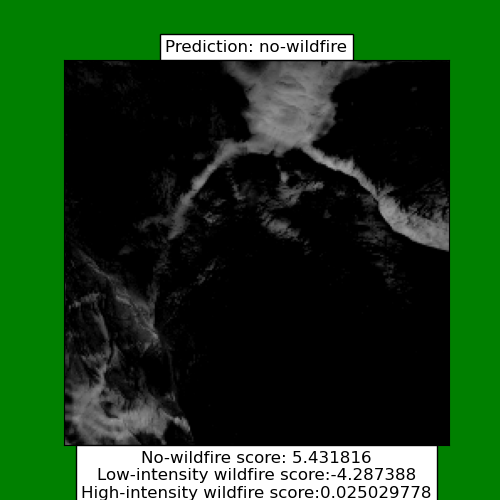 Prediction: no-wildfire
No-wildfire score: 5.431816
Low-intensity wildfire score:-4.287388
High-intensity wildfire score:0.025029778